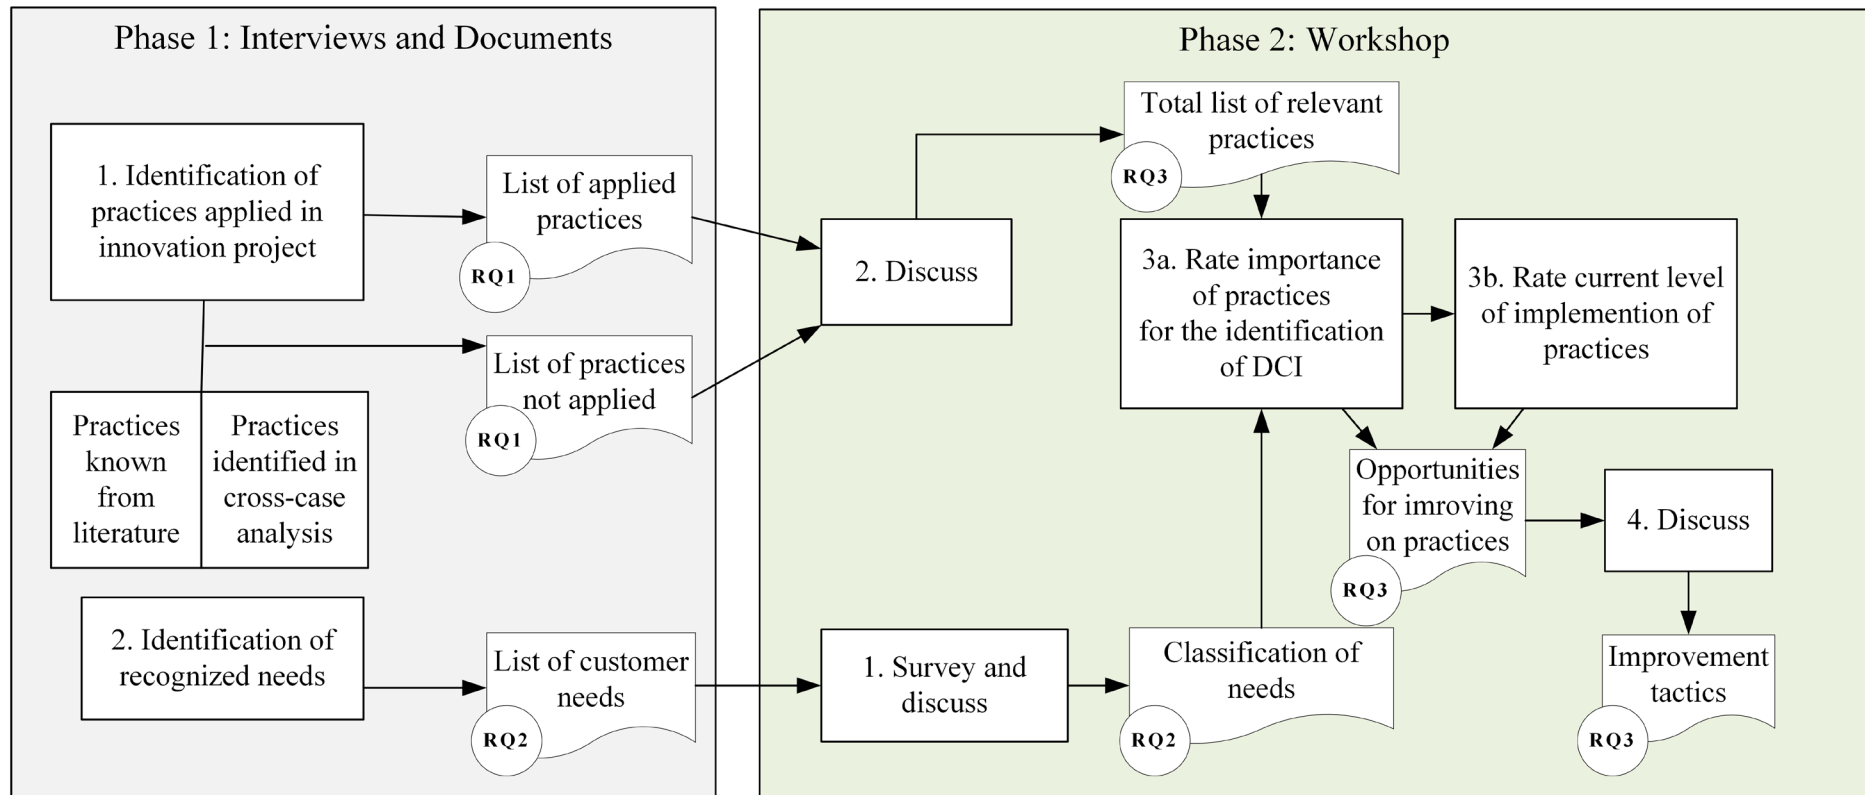 Phase 1: Interviews and Documents
1. Identification of
practices applied in
innovation project
List of applied
practices
RQ1
List of practices
not applied
RQ1
Practices
known
from
literature
Practices
identified in
cross-case
analysis
2. Identification of
recognized needs
List of customer
needs
RQ2
Phase 2: Workshop
Total list of relevant
practices
RQ3
2. Discuss
3a. Rate importance
of practices
for the identification
of DCI
3b. Rate current level
of implemention of
practices
Opportunities
for imroving
on practices
RQ3
4. Discuss
1. Survey and
discuss
Classification of
needs
RQ2
Improvement
tactics
RQ3